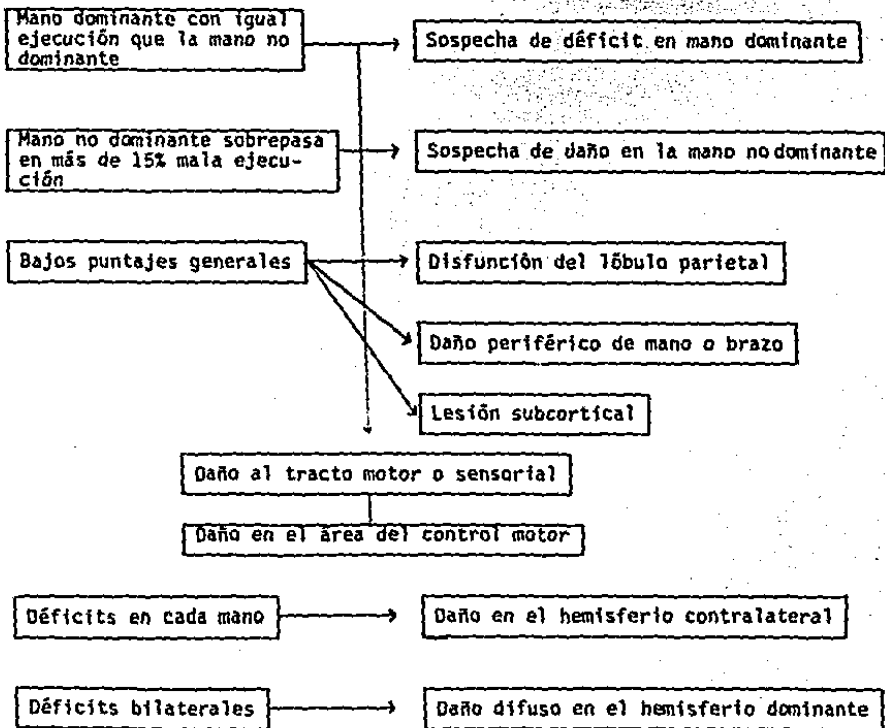 Mano dominante con igual
ejecución que la mano no
dominante
Sospecha de déficit en mano dominante
Mano no dominante sobrepasa
en más de 15% mala ejecu-
ción
Sospecha de daño en la mano no dominante
Bajos puntajes generales
Disfunción del lóbulo parietal
Daño periférico de mano o brazo
Lesión subcortical
Daño al tracto motor o sensorial
Daño en el área del control motor
Déficits en cada mano
Daño en el hemisferio contralateral
Déficits bilaterales
Daño difuso en el hemisferio dominante